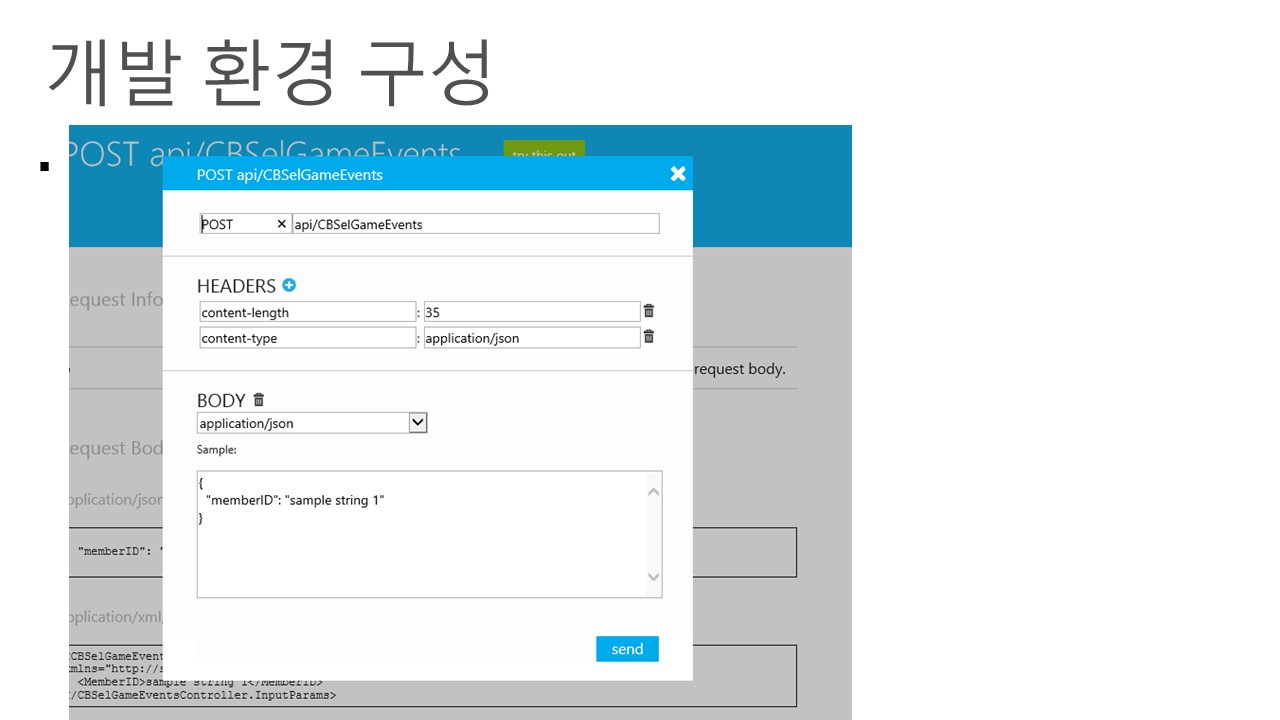 개발 환경 구성
POST api/CBSelGameEvents
try this out
POST api/CBSelGameEvents
POST api/CBSelGameEvents
equest Info
HEADERS
content-length : 35
content-type : application/json
request body.
BODY
application/json
equest Bod
Sample:
{
"memberID": "sample string 1"
}
pplication/json
"memberID": "
pplication/xml,
send
CBSelGameEvent
xmlns="http://s
<MemberID>sample string 1</MemberID>
/CBSelGameEventsController.InputParams>